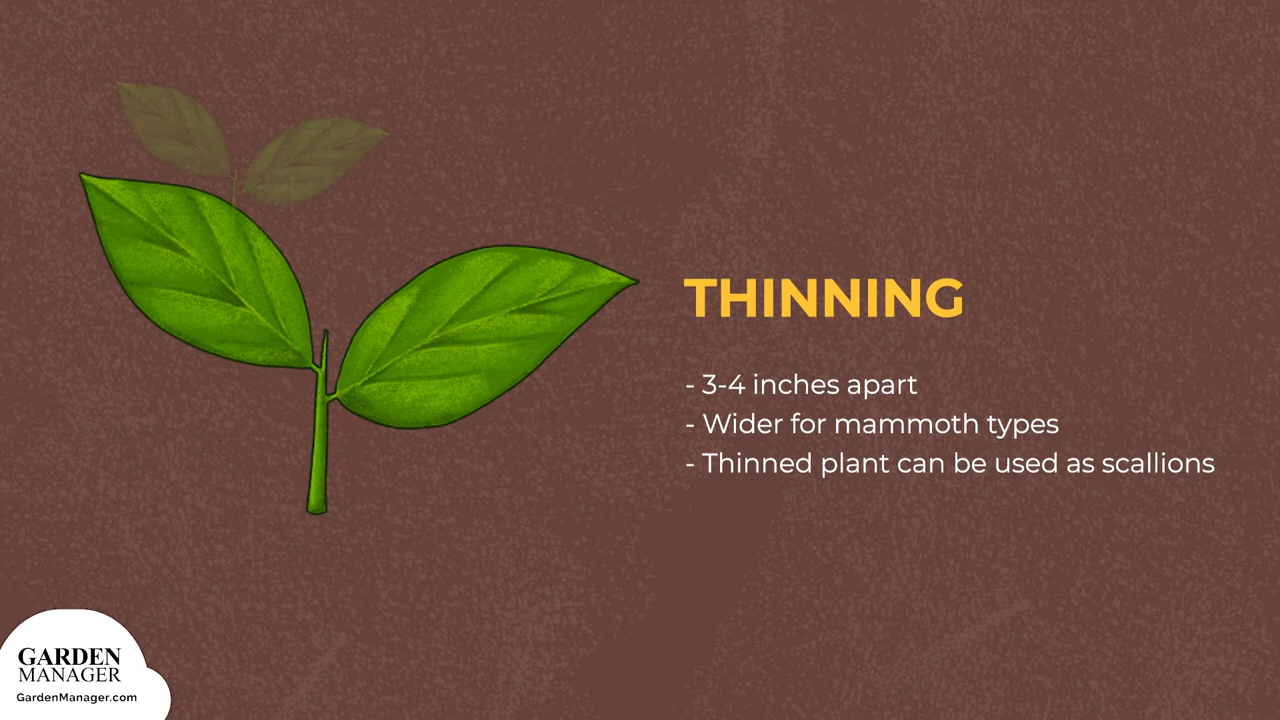 THINNING
- 3-4 inches apart
- Wider for mammoth types
- Thinned plant can be used as scallions
GARDEN
MANAGER
GardenManager.com